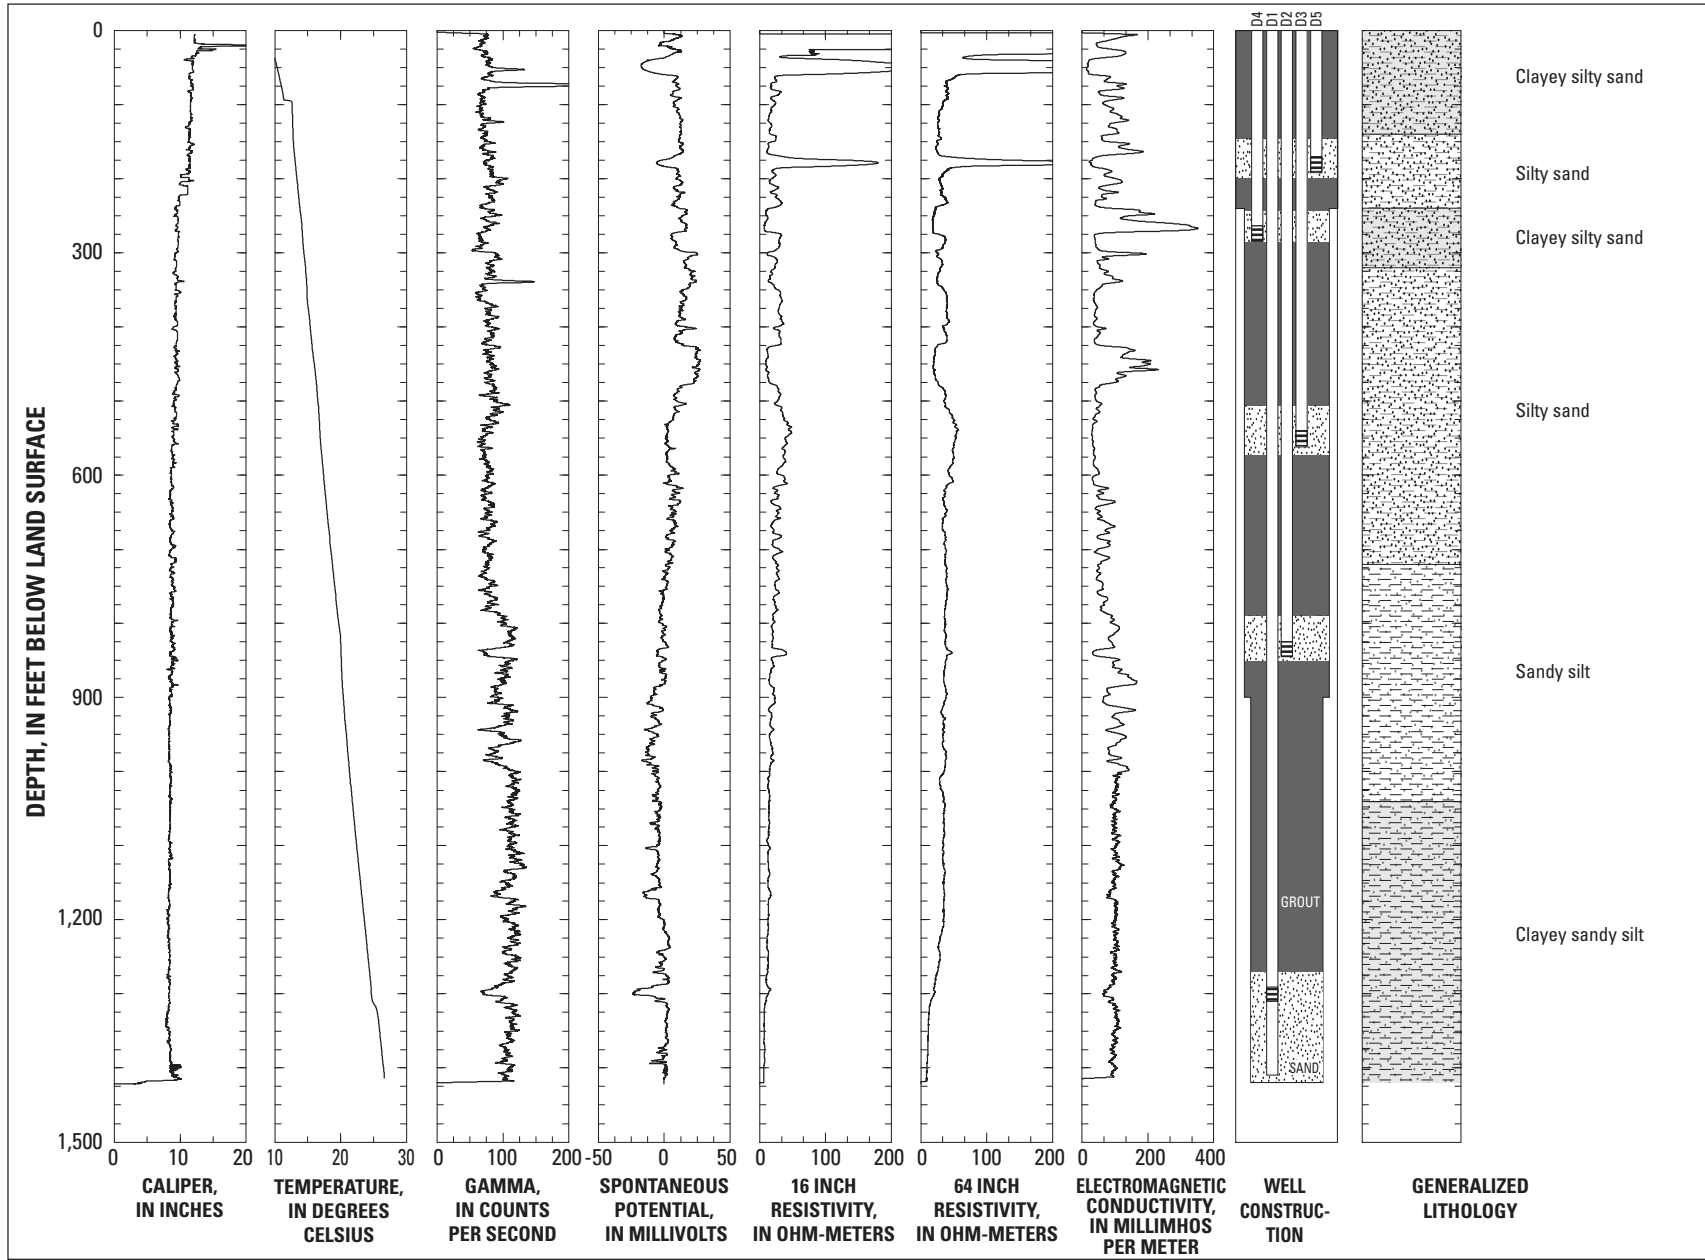 D4
D1
D2
D3
D5
DEPTH, IN FEET BELOW LAND SURFACE
0
300
600
900
1,200
1,500
0 10 20
10 20 30
0 100 200
-50 0 50
0 100 200
0 100 200
0 200 400
CALIPER,
IN INCHES
TEMPERATURE,
IN DEGREES
CELSIUS
GAMMA,
IN COUNTS
PER SECOND
SPONTANEOUS
POTENTIAL,
IN MILLIVOLTS
16 INCH
RESISTIVITY,
IN OHM-METERS
64 INCH
RESISTIVITY,
IN OHM-METERS
ELECTROMAGNETIC
CONDUCTIVITY,
IN MILLIMHOS
PER METER
GROUT
SAND
WELL
CONSTRUC-
TION
GENERALIZED
LITHOLOGY
Clayey silty sand
Silty sand
Clayey silty sand
Silty sand
Sandy silt
Clayey sandy silt